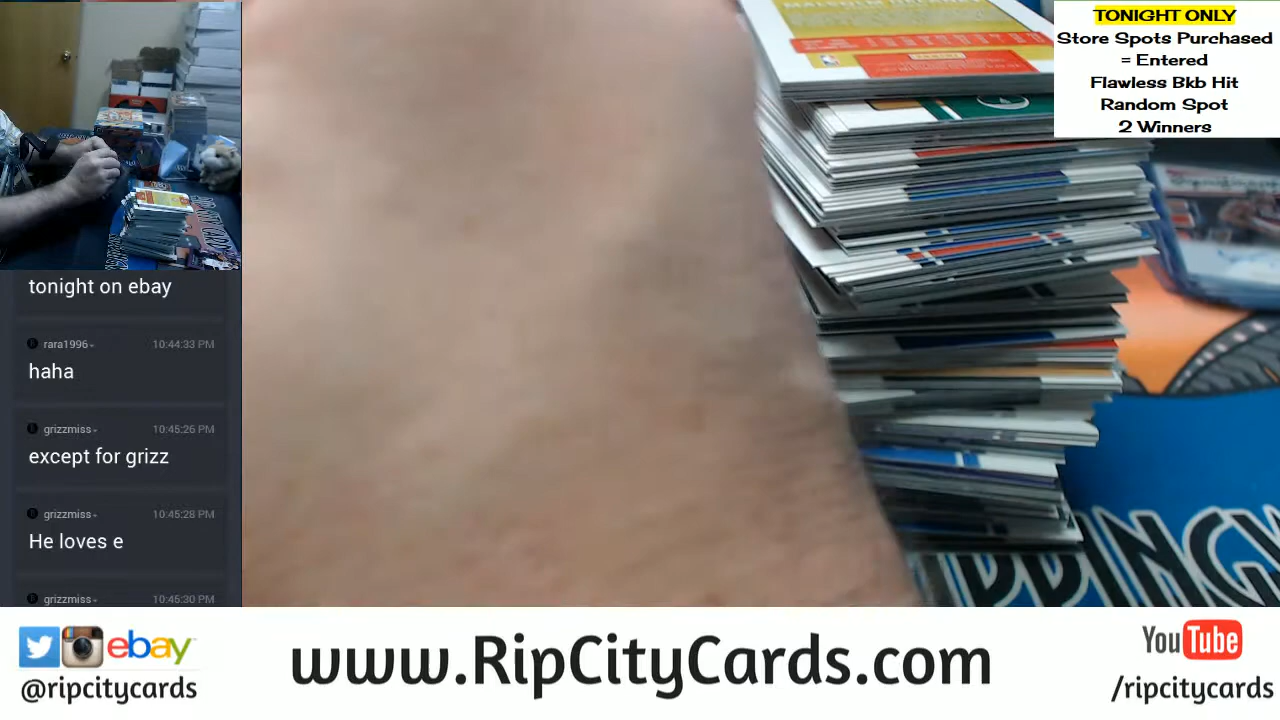 TONIGHT ONLY
Store Spots Purchased
= Entered
Flawless Bkb Hit
Random Spot
2 Winners
tonight on ebay
rara1996
10:44:33 PM
haha
grizzmiss
10:45:26 PM
except for grizz
grizzmiss
10:45:28 PM
He loves e
grizzmiss
10:45:30 PM
ebay
@ripcitycards
www.RipCityCards.com
YouTube
/ripcitycards